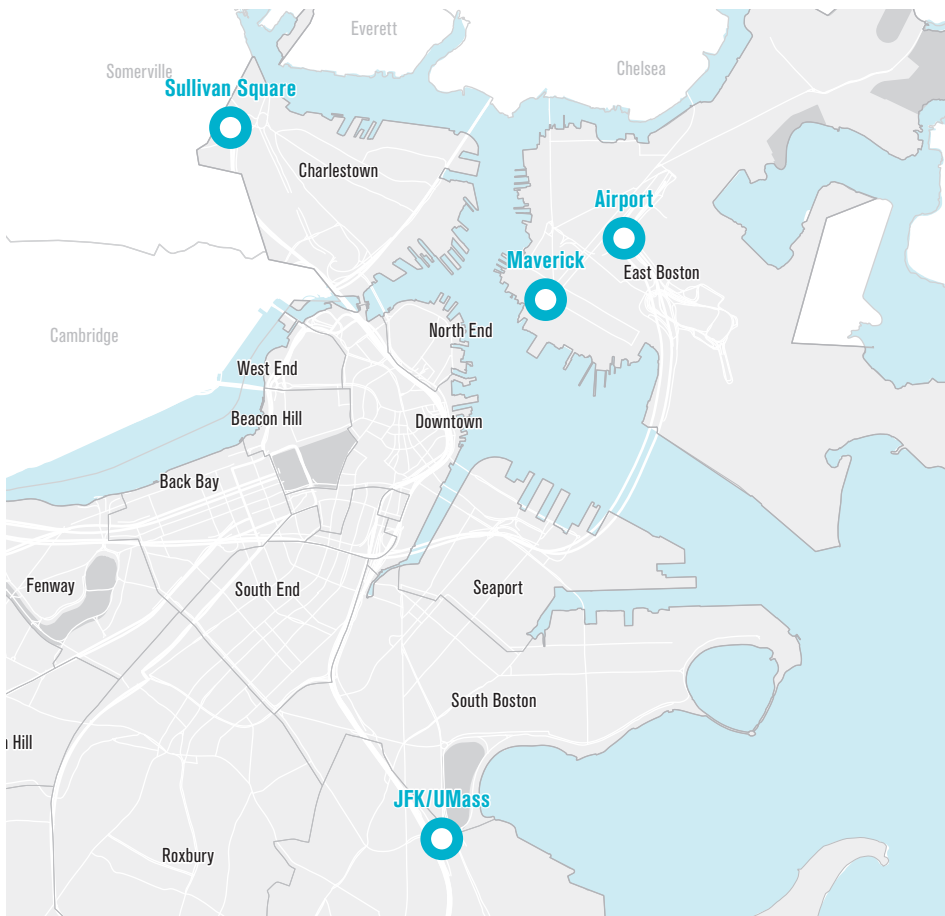 Everett
Somerville
Chelsea
Sullivan Square
Charlestown
Airport
Maverick
East Boston
North End
Cambridge
West End
Beacon Hill
Downtown
Back Bay
Fenway
South End
Seaport
South Boston
Hill
JFK/UMass
Roxbury